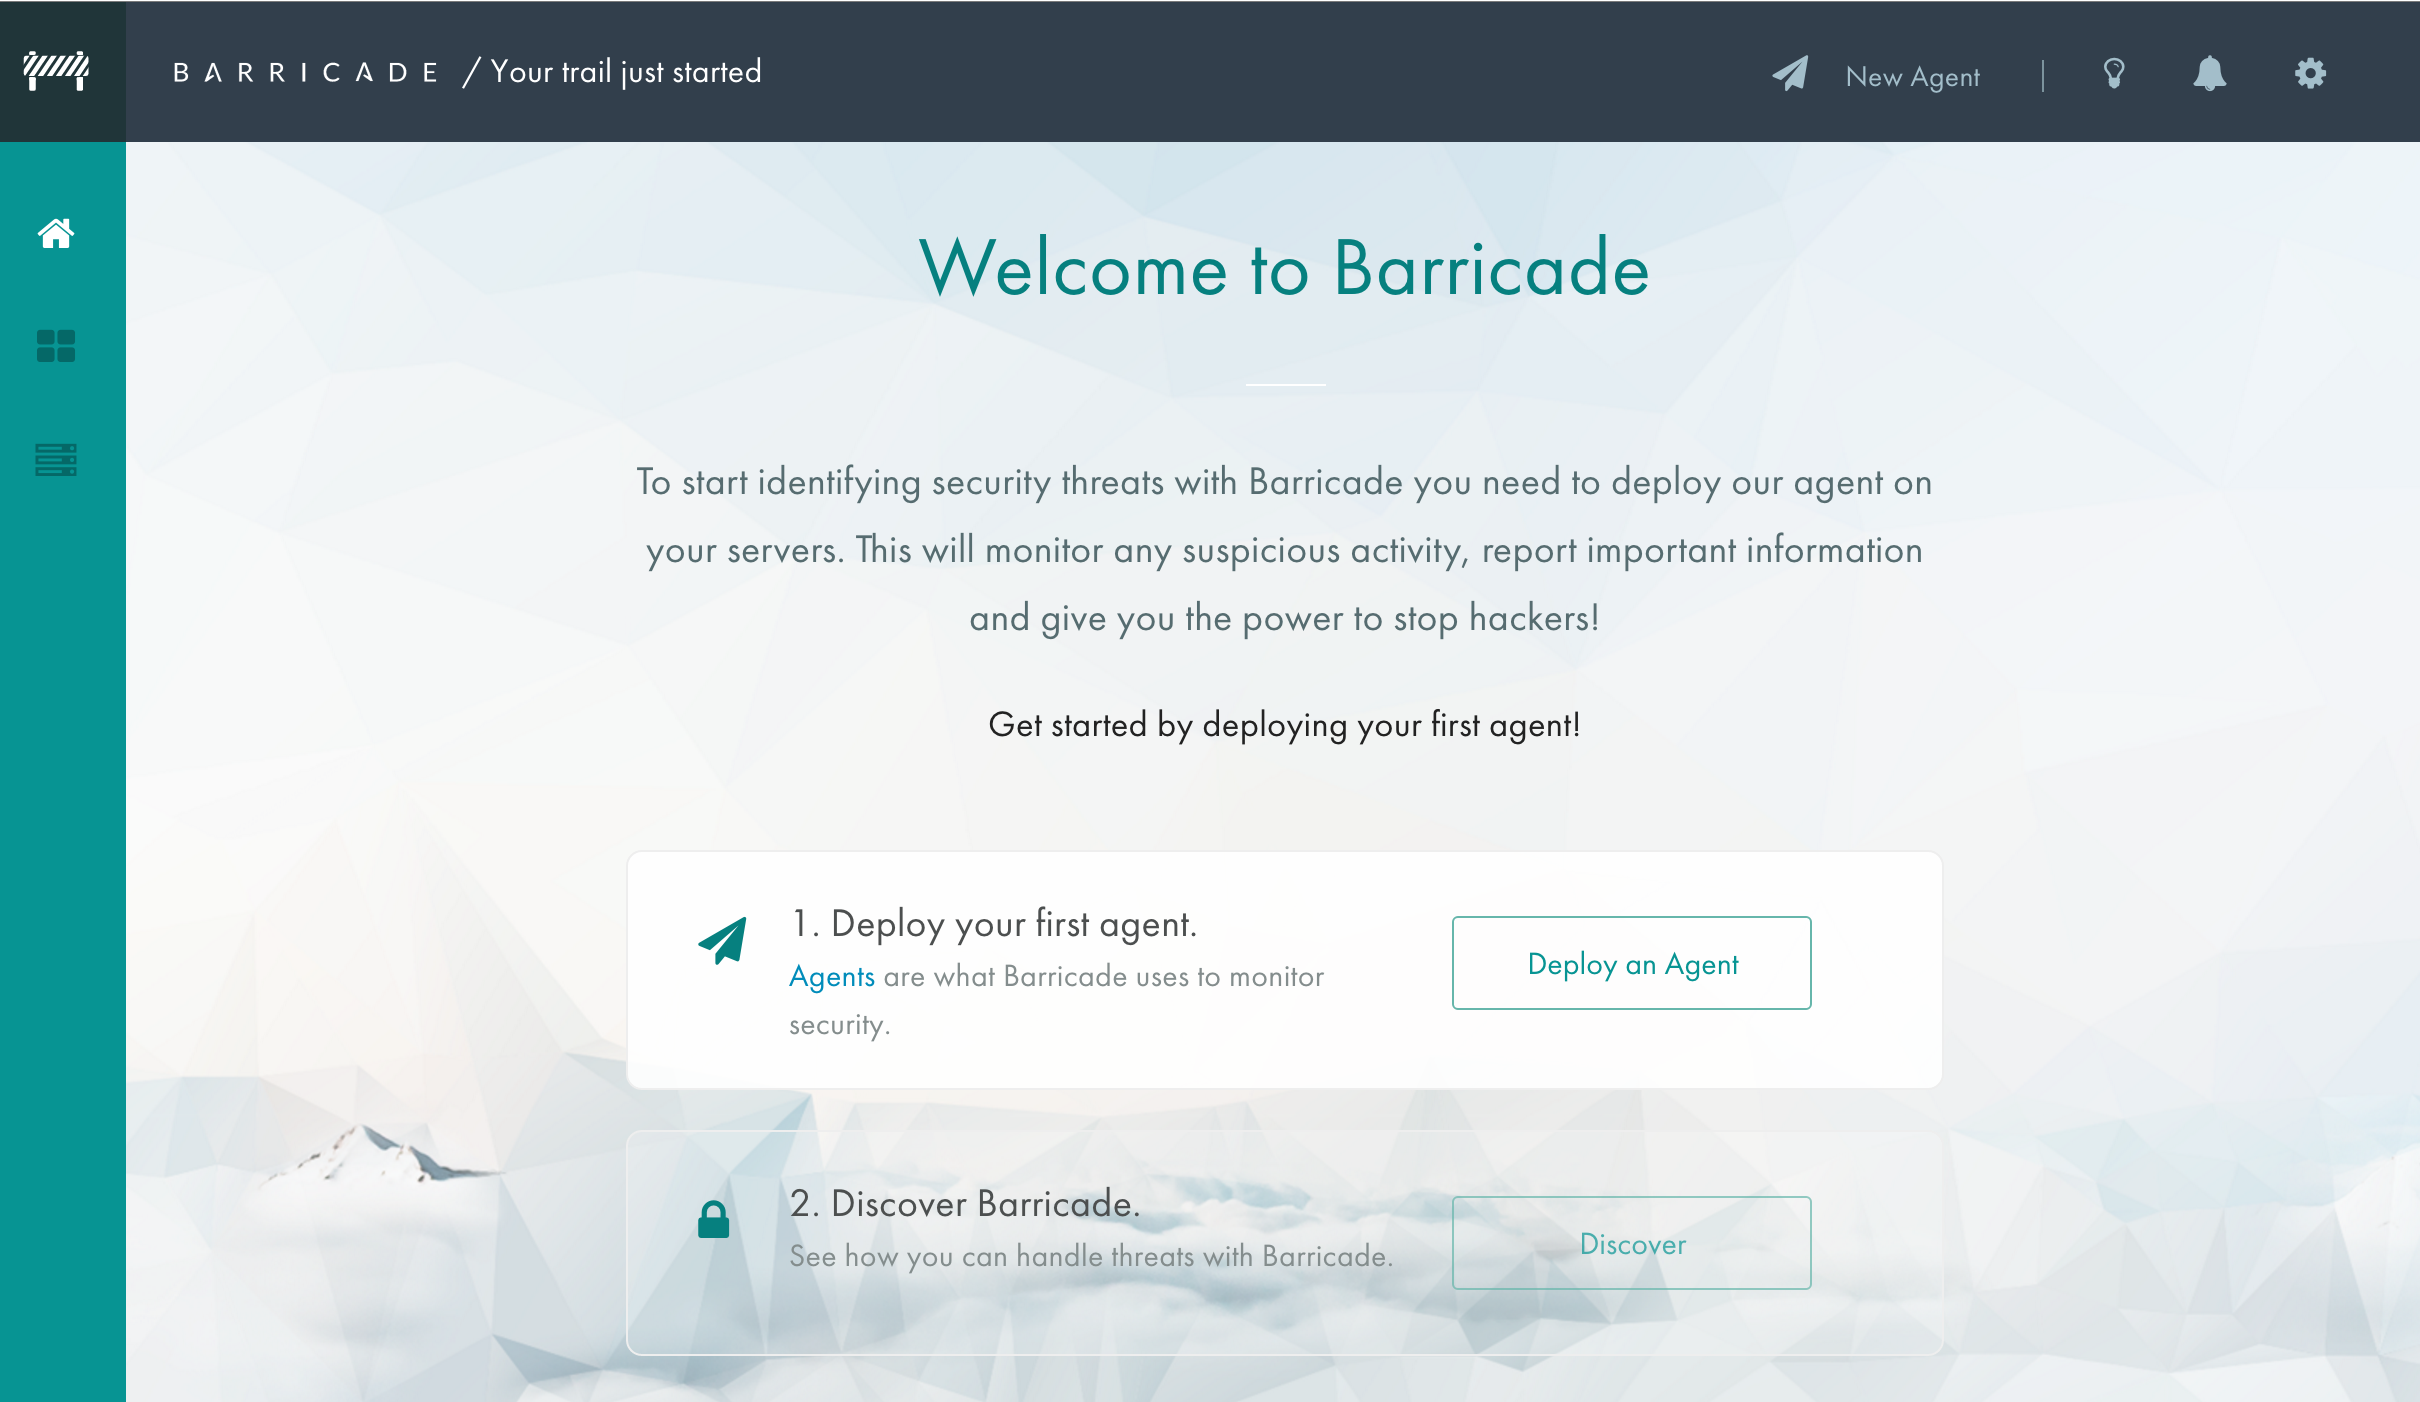 BARRICADE / Your trail just started
New Agent
Welcome to Barricade
To start identifying security threats with Barricade you need to deploy our agent on
your servers. This will monitor any suspicious activity, report important information
and give you the power to stop hackers!
Get started by deploying your first agent!
1. Deploy your first agent.
Agents are what Barricade uses to monitor
security.
Deploy an Agent
2. Discover Barricade.
See how you can handle threats with Barricade.
Discover